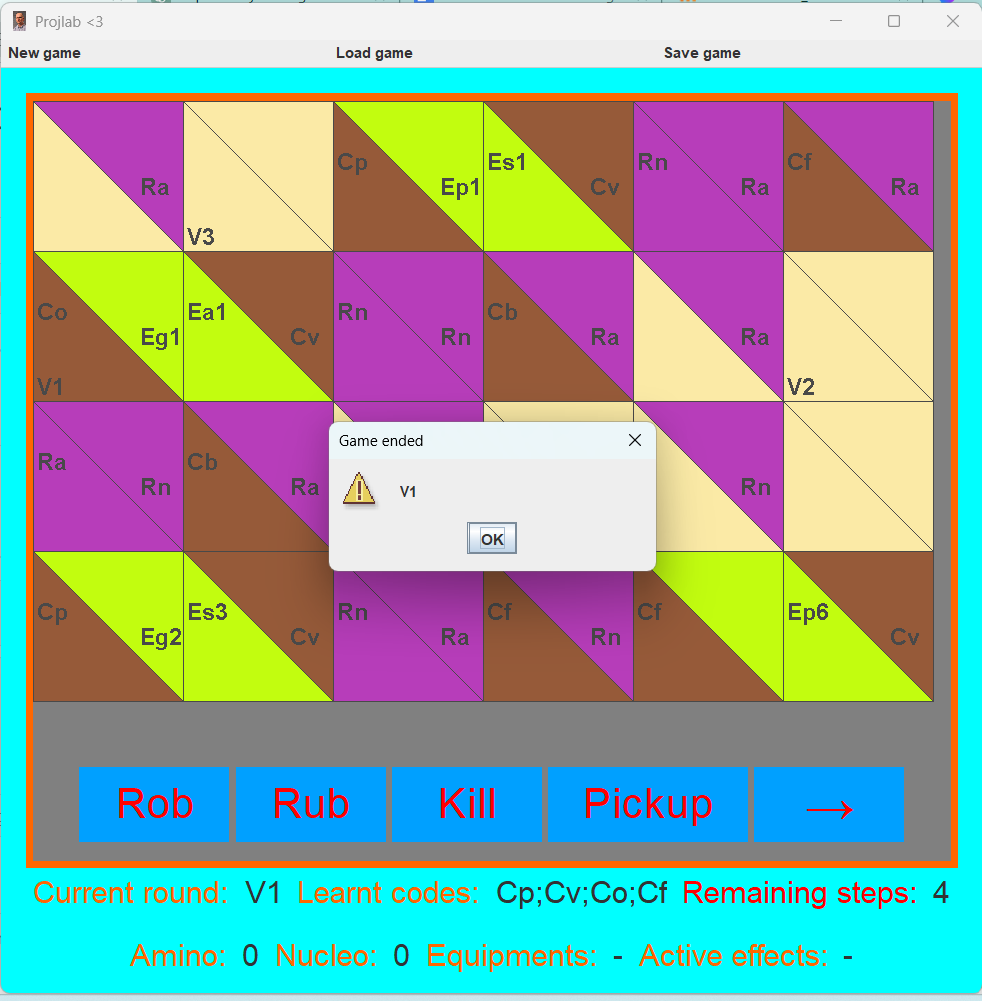 Projlab <3
New game Load game Save game
Cp Es1 Rn Cf
Ra Ep1 Cv Ra Ra
V3
Co Ea1 Rn Cb
Eg1 Cv Rn Ra Ra
V1 V2
Ra Cb
Rn Ra Rn
Game ended
V1
OK
Cp Es3 Rn Cf Cf Ep6
Eg2 Cv Ra Rn Cv
Rob Rub Kill Pickup →
Current round: V1 Learnt codes: Cp;Cv;Co;Cf Remaining steps: 4
Amino: 0 Nucleo: 0 Equipments: - Active effects: -